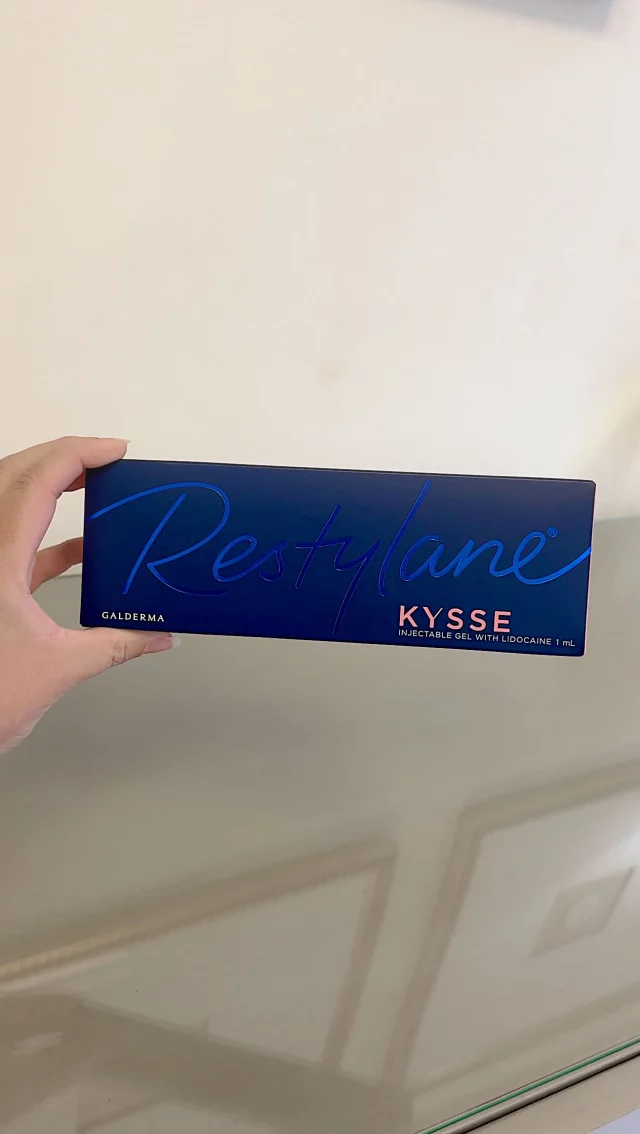 Restylane®
GALDERMA
KYSSE
INJECTABLE GEL WITH LIDOCAINE 1 mL